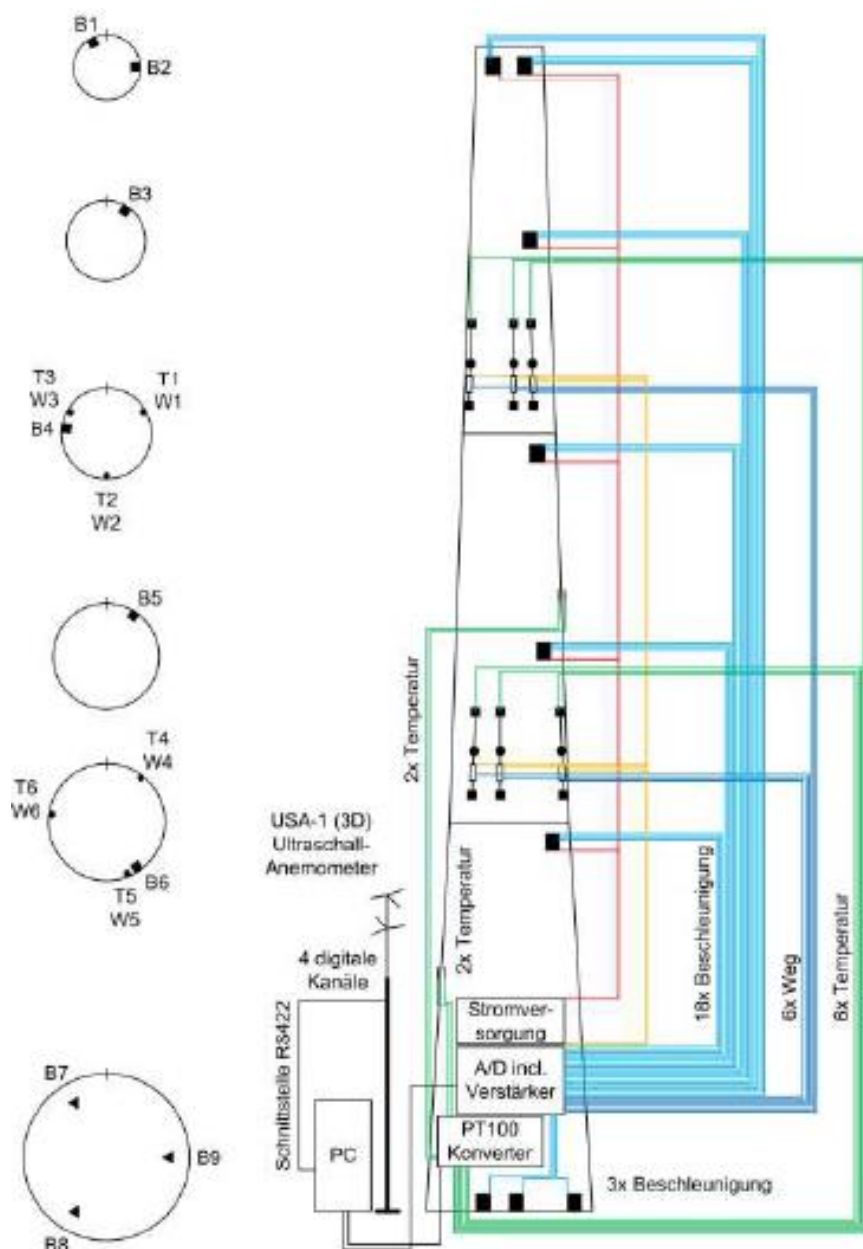 B1
B2
B3
T3
W3
T1
W1
B4
T2
W2
B5
T4
W4
T6
W6
B6
T5
W5
B7
B9
B8
2x Temperatur
USA-1 (3D)
Ultraschall-
Anemometer
4 digitale
Kanäle
Schnittstelle RS422
2x Temperatur
Stromver-
sorgung
A/D incl.
Verstärker
PT100
Konverter
PC
3x Beschleunigung
18x Beschleunigung
6x Weg
6x Temperatur